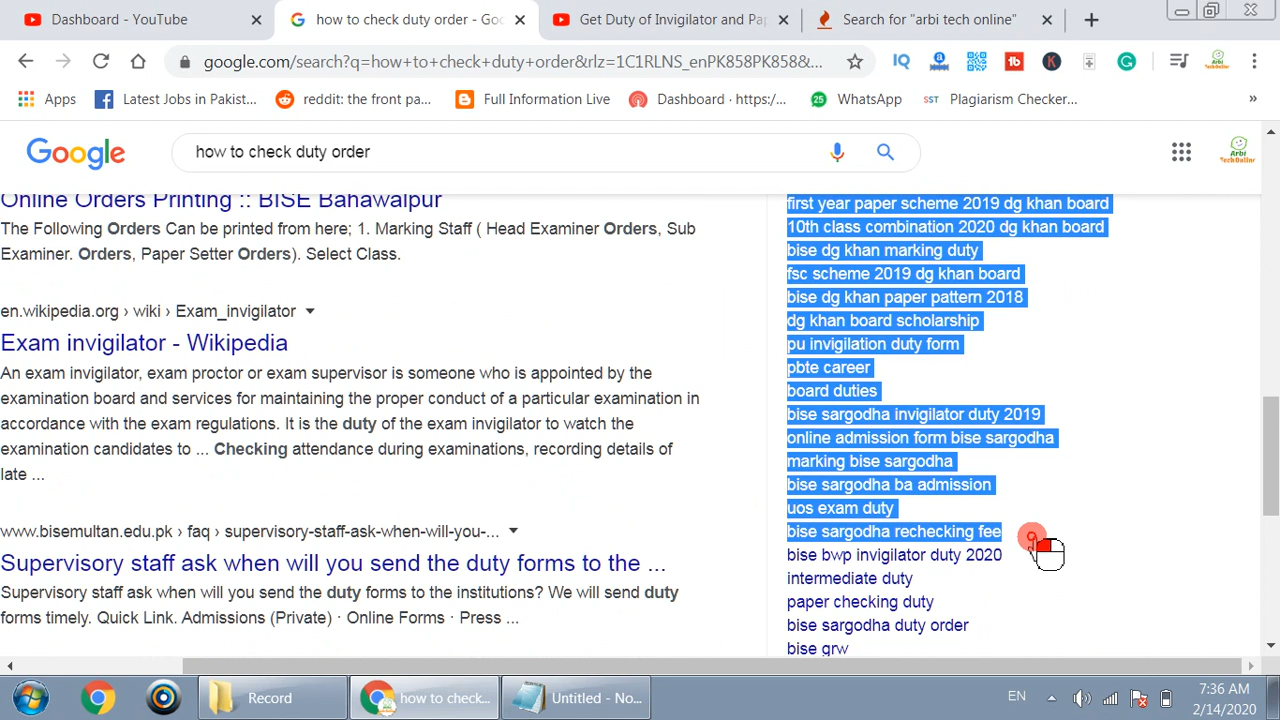 Dashboard - YouTube
how to check duty order - Goo
Get Duty of Invigilator and Pap
Search for "arbi tech online"
google.com/search?q=how+to+check+duty+order&rlz=1C1RLNS_enPK858PK858&...
Apps
Latest Jobs in Pakist...
reddit: the front pa...
Full Information Live
Dashboard · https:/...
25 WhatsApp
SST Plagiarism Checker...
»
Google
how to check duty order
Arbi
Tech Online
Online Orders Printing :: BISE Bahawalpur
The Following Orders Can be printed from here; 1. Marking Staff ( Head Examiner Orders, Sub
Examiner. Orders, Paper Setter Orders). Select Class.
en.wikipedia.org › wiki › Exam_invigilator
Exam invigilator - Wikipedia
An exam invigilator, exam proctor or exam supervisor is someone who is appointed by the
examination board and services for maintaining the proper conduct of a particular examination in
accordance with the exam regulations. It is the duty of the exam invigilator to watch the
examination candidates to ... Checking attendance during examinations, recording details of
late ...
www.bisemultan.edu.pk › faq › supervisory-staff-ask-when-will-you-...
Supervisory staff ask when will you send the duty forms to the ...
Supervisory staff ask when will you send the duty forms to the institutions? We will send duty
forms timely. Quick Link. Admissions (Private) · Online Forms · Press ...
first year paper scheme 2019 dg khan board
10th class combination 2020 dg khan board
bise dg khan marking duty
fsc scheme 2019 dg khan board
bise dg khan paper pattern 2018
dg khan board scholarship
pu invigilation duty form
pbte career
board duties
bise sargodha invigilator duty 2019
online admission form bise sargodha
marking bise sargodha
bise sargodha ba admission
uos exam duty
bise sargodha rechecking fee
bise bwp invigilator duty 2020
intermediate duty
paper checking duty
bise sargodha duty order
bise grw
Record
how to check...
Untitled - No...
EN
7:36 AM
2/14/2020